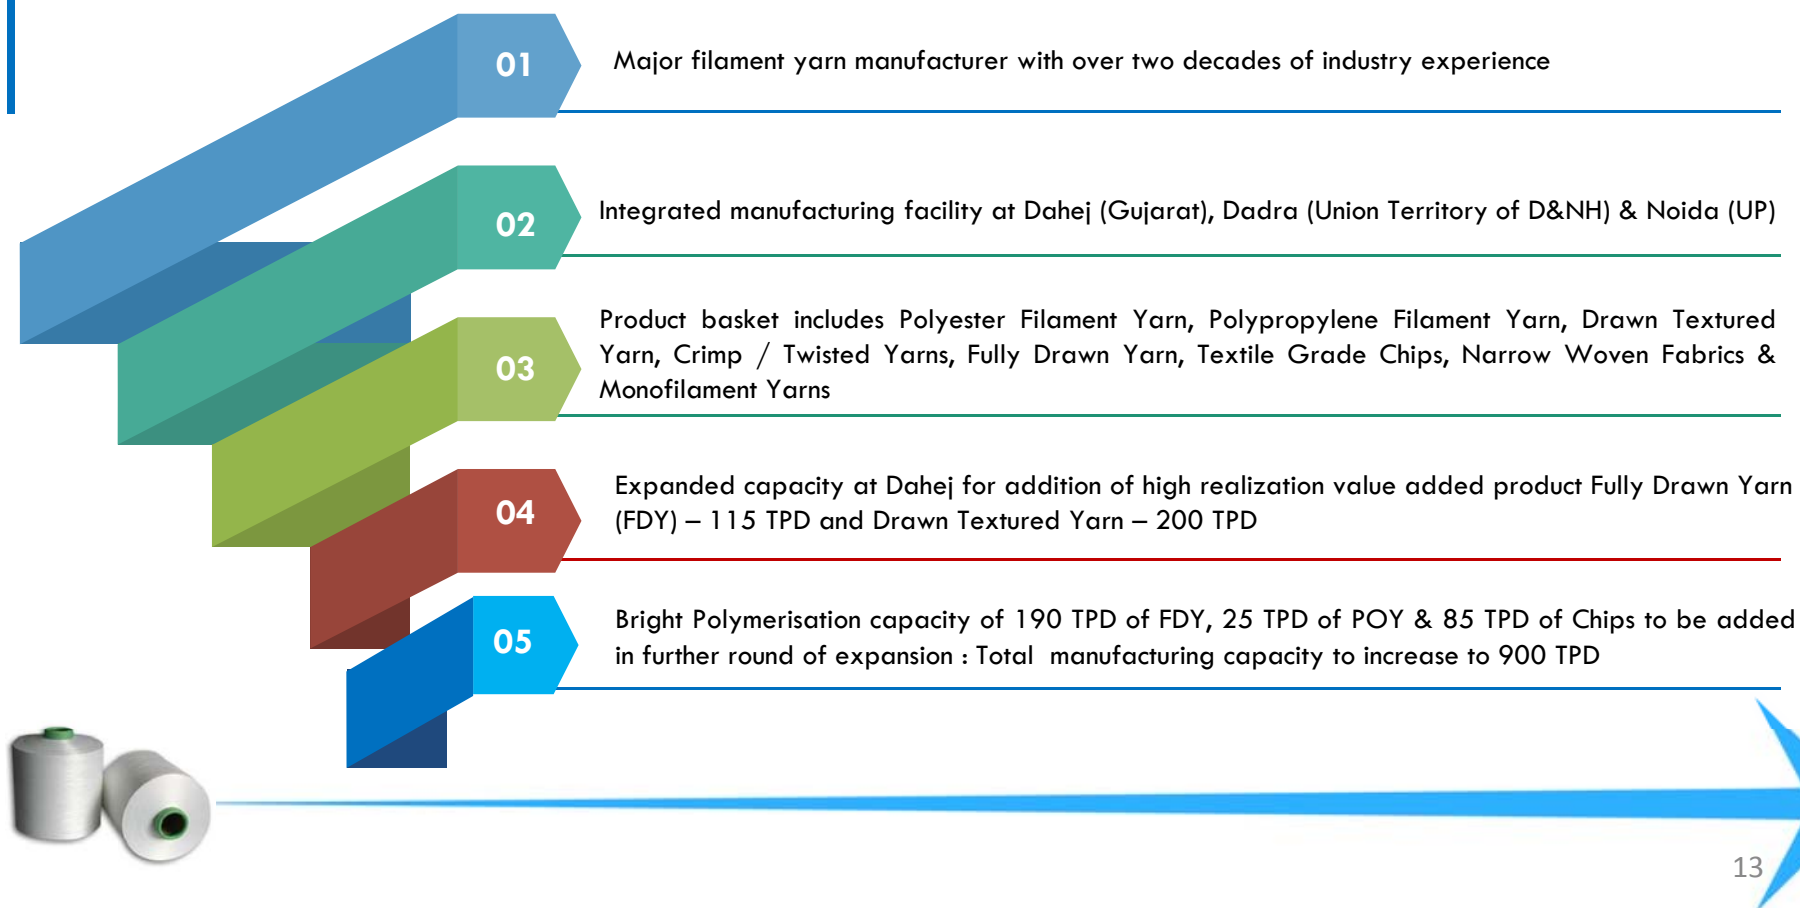 01
Major filament yarn manufacturer with over two decades of industry experience
02
Integrated manufacturing facility at Dahej (Gujarat), Dadra (Union Territory of D&NH) & Noida (UP)
03
Product basket includes Polyester Filament Yarn, Polypropylene Filament Yarn, Drawn Textured
Yarn, Crimp / Twisted Yarns, Fully Drawn Yarn, Textile Grade Chips, Narrow Woven Fabrics &
Monofilament Yarns
04
Expanded capacity at Dahej for addition of high realization value added product Fully Drawn Yarn
(FDY) – 115 TPD and Drawn Textured Yarn – 200 TPD
05
Bright Polymerisation capacity of 190 TPD of FDY, 25 TPD of POY & 85 TPD of Chips to be added
in further round of expansion : Total manufacturing capacity to increase to 900 TPD
13